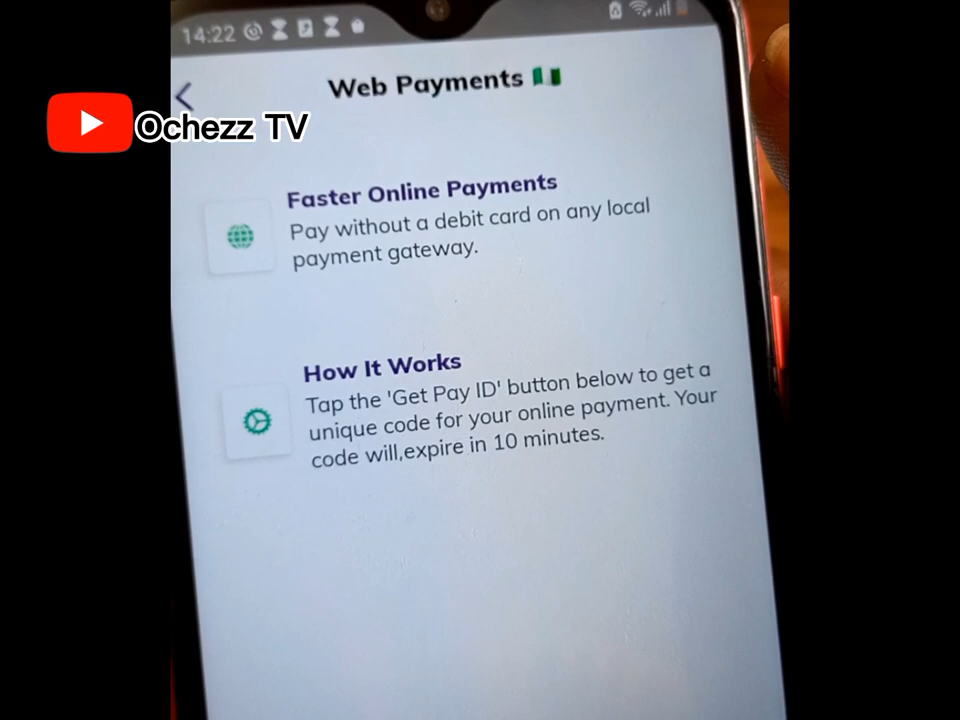 14:22
Web Payments
Ochezz TV
Faster Online Payments
Pay without a debit card on any local
payment gateway.
How It Works
Tap the 'Get Pay ID' button below to get a
unique code for your online payment. Your
code will,expire in 10 minutes.